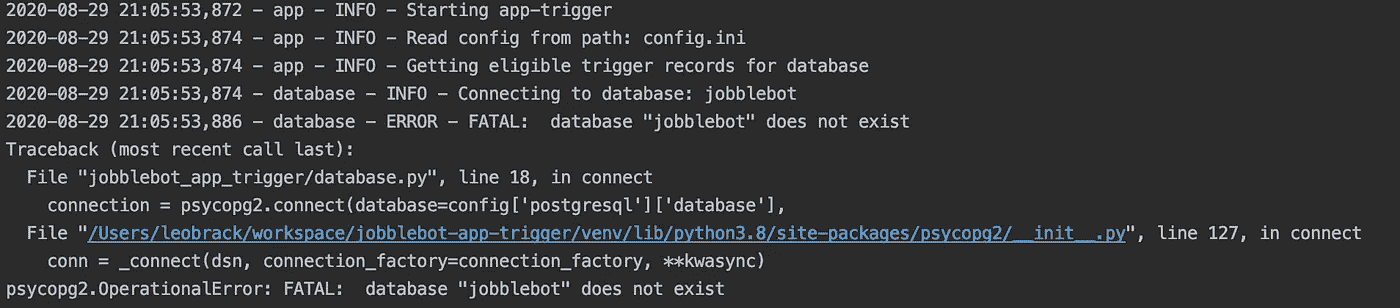 2020-08-29 21:05:53,872 - app - INFO - Starting app-trigger
2020-08-29 21:05:53,874 - app - INFO - Read config from path: config.ini
2020-08-29 21:05:53,874 - app - INFO - Getting eligible trigger records for database
2020-08-29 21:05:53,874 - database - INFO - Connecting to database: jobblebot
2020-08-29 21:05:53,886 - database - ERROR - FATAL:  database "jobblebot" does not exist
Traceback (most recent call last):
  File "jobblebot_app_trigger/database.py", line 18, in connect
    connection = psycopg2.connect(database=config['postgresql']['database'],
  File "/Users/leobrack/workspace/jobblebot-app-trigger/venv/lib/python3.8/site-packages/psycopg2/__init__.py", line 127, in connect
    conn = _connect(dsn, connection_factory=connection_factory, **kwasync)
psycopg2.OperationalError: FATAL:  database "jobblebot" does not exist